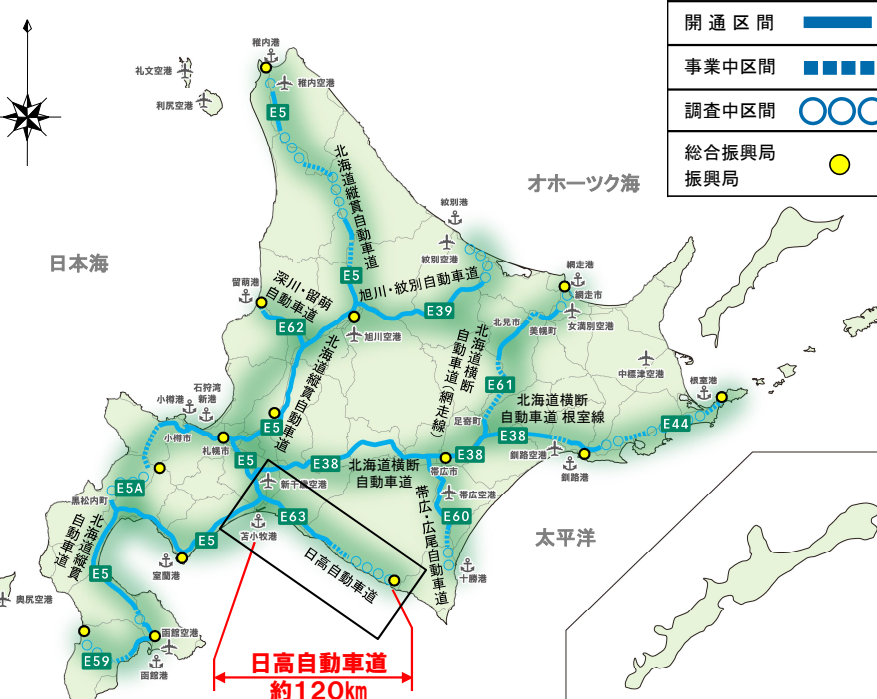 開通区間
事業中区間
調査中区間
総合振興局
振興局
稚内港
礼文空港
稚内空港
利尻空港
E5
北海道縦貫自動車道
オホーツク海
紋別港
紋別空港
日本海
留萌港
深川・留萌
自動車道
E5
旭川・紋別自動車道
網走港
網走市
E62
E39
北見市
美幌町
女満別空港
旭川空港
北海道縦貫自動車道
北海道横断
自動車道(網走線)
中標津空港
根室港
石狩湾
新港
小樽港
E61
北海道横断
自動車道 根室線
足寄町
E44
小樽市
E5
E38
札幌市
E5
E38
北海道横断
自動車道
E38
帯広市
釧路空港
釧路港
新千歳空港
E5A
黒松内町
帯広空港
E63
E60
帯広・広尾自動車道
太平洋
北海道縦貫
自動車道
E5
苫小牧港
室蘭港
日高自動車道
十勝港
E5
奥尻空港
函館空港
函館港
E59
日高自動車道
約120km